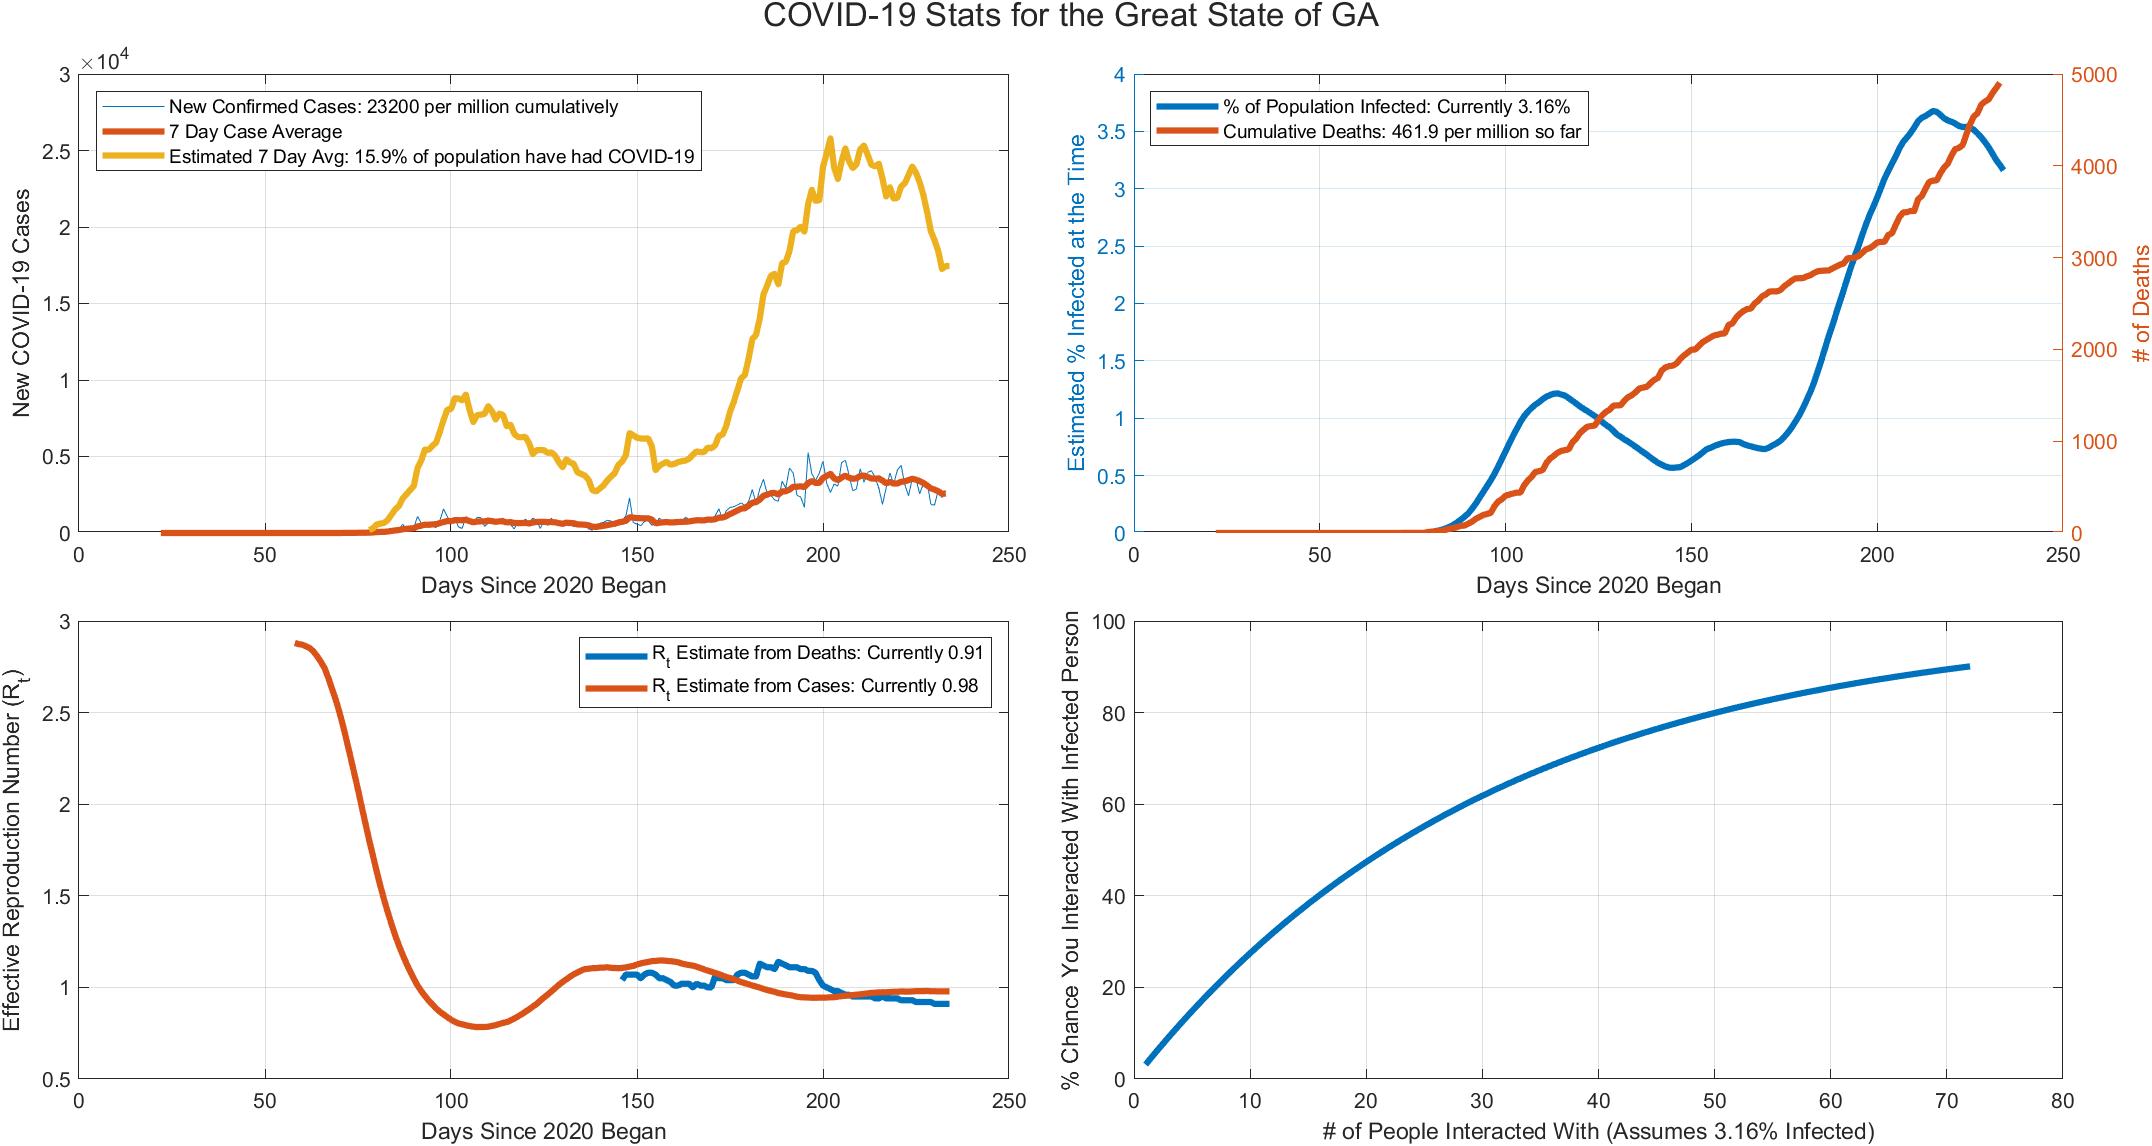 COVID-19 Stats for the Great State of GA
×10^4
3
2.5
2
1.5
1
0.5
0
New COVID-19 Cases
New Confirmed Cases: 23200 per million cumulatively
7 Day Case Average
Estimated 7 Day Avg: 15.9% of population have had COVID-19
0 50 100 150 200 250
Days Since 2020 Began
4
3.5
3
2.5
2
1.5
1
0.5
0
Estimated % Infected at the Time
% of Population Infected: Currently 3.16%
Cumulative Deaths: 461.9 per million so far
5000
4000
3000
2000
1000
0
# of Deaths
0 50 100 150 200 250
Days Since 2020 Began
3
2.5
2
1.5
1
0.5
Effective Reproduction Number (R_t)
R_t Estimate from Deaths: Currently 0.91
R_t Estimate from Cases: Currently 0.98
0 50 100 150 200 250
Days Since 2020 Began
100
80
60
40
20
0
% Chance You Interacted With Infected Person
0 10 20 30 40 50 60 70 80
# of People Interacted With (Assumes 3.16% Infected)